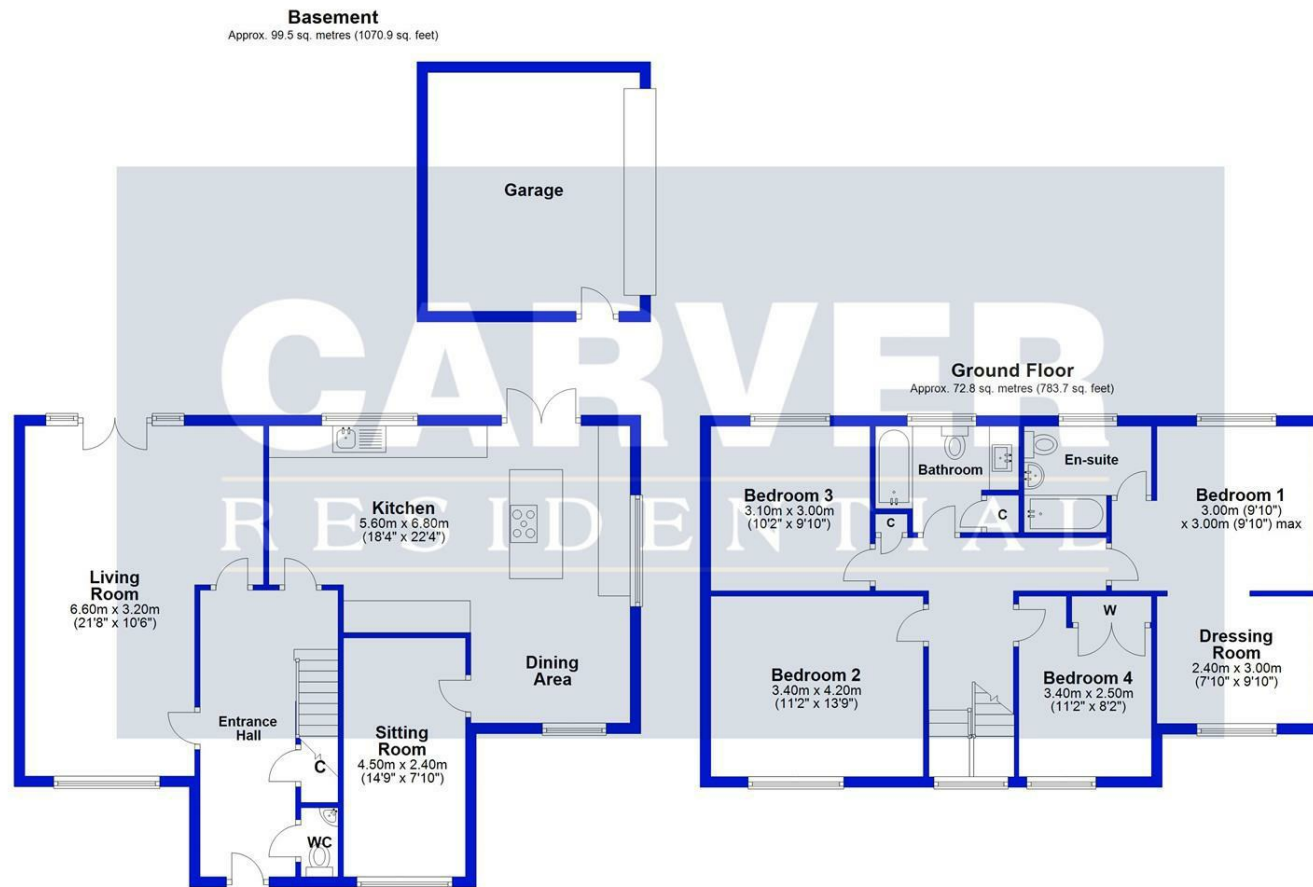 Basement
Approx. 99.5 sq. metres (1070.9 sq. feet)
Garage
CARVER
RESIDENTIAL
Living
Room
6.60m x 3.20m
(21'8" x 10'6")
Kitchen
5.60m x 6.80m
(18'4" x 22'4")
Dining
Area
Entrance
Hall
Sitting
Room
4.50m x 2.40m
(14'9" x 7'10")
C
WC
Ground Floor
Approx. 72.8 sq. metres (783.7 sq. feet)
Bedroom 3
3.10m x 3.00m
(10'2" x 9'10")
Bathroom
C
C
En-suite
Bedroom 1
3.00m (9'10")
x 3.00m (9'10") max
Bedroom 2
3.40m x 4.20m
(11'2" x 13'9")
W
Bedroom 4
3.40m x 2.50m
(11'2" x 8'2")
Dressing
Room
2.40m x 3.00m
(7'10" x 9'10")